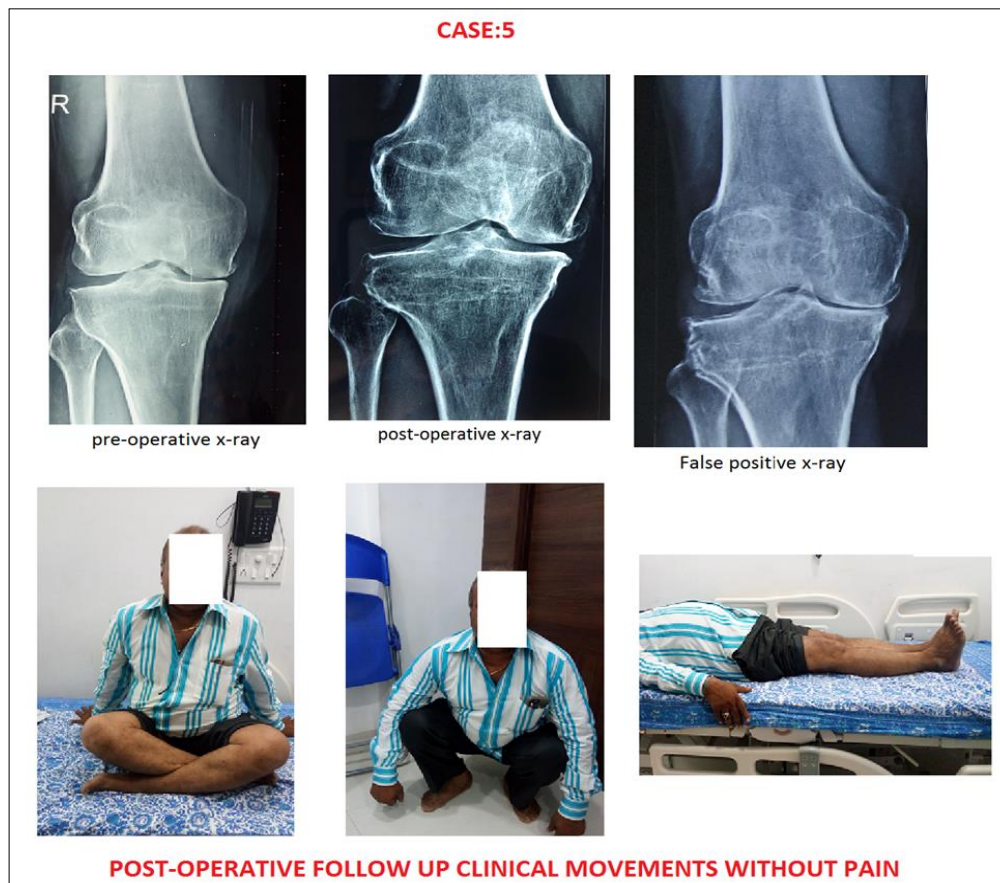 CASE:5
R
pre-operative x-ray
post-operative x-ray
False positive x-ray
POST-OPERATIVE FOLLOW UP CLINICAL MOVEMENTS WITHOUT PAIN